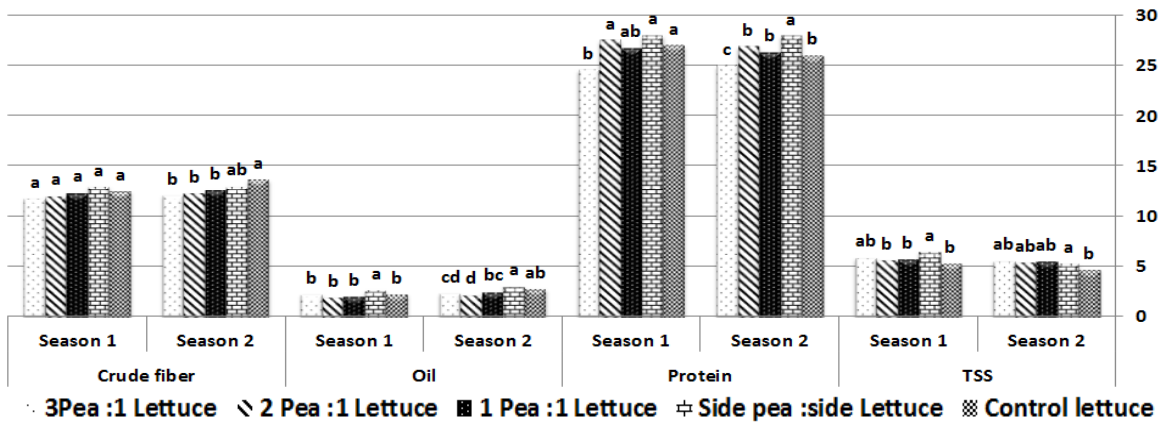 30
25
20
15
10
5
0
a a a a a
b b b ab a
b b b a b
cd d bc a ab
b a ab a a
c b b a b
ab b b a b
ab ab ab a b
Season 1 Season 2 Season 1 Season 2 Season 1 Season 2 Season 1 Season 2
Crude fiber Oil Protein TSS
3Pea :1 Lettuce 2 Pea :1 Lettuce 1 Pea :1 Lettuce Side pea :side Lettuce Control lettuce